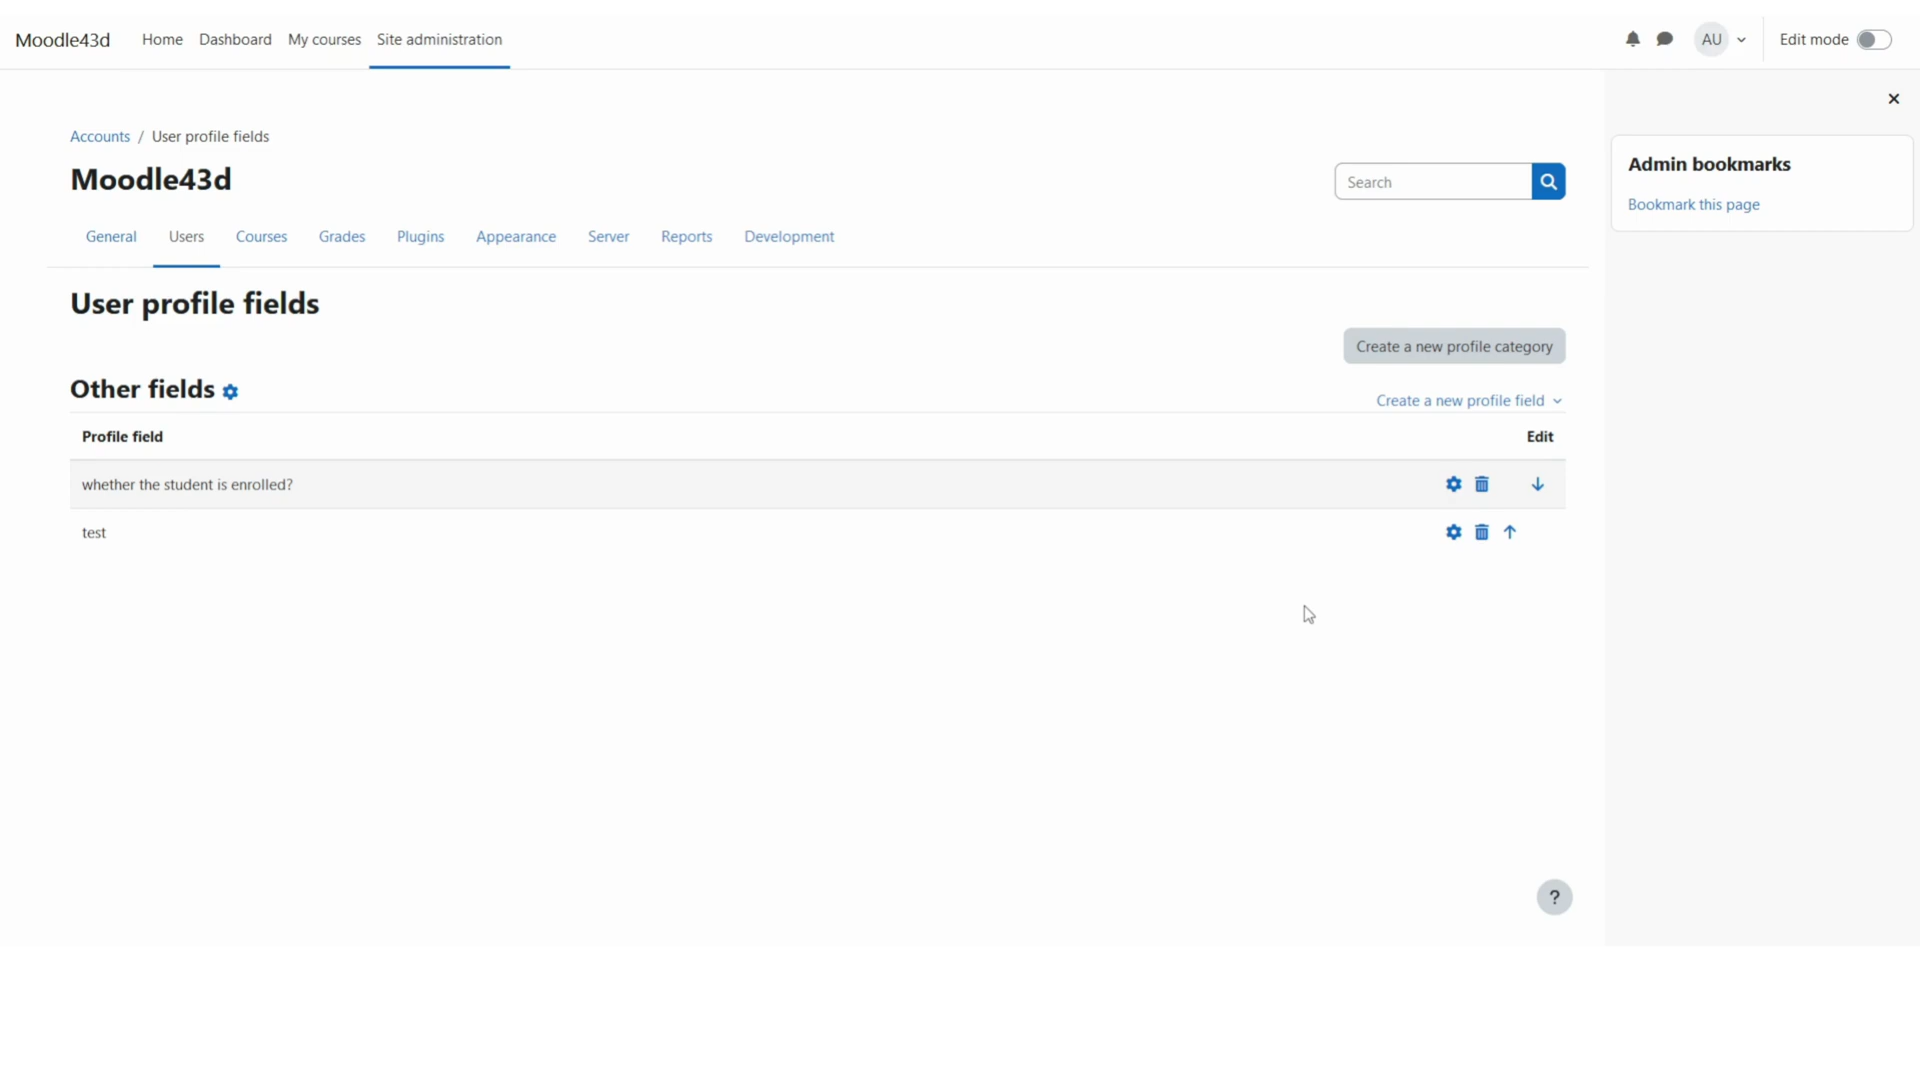 Moodle43d Home Dashboard My courses Site administration AU Edit mode
Accounts / User profile fields
Moodle43d
Search
Admin bookmarks
Bookmark this page
General Users Courses Grades Plugins Appearance Server Reports Development
User profile fields
Create a new profile category
Other fields
Create a new profile field
Profile field Edit
whether the student is enrolled?
test
?